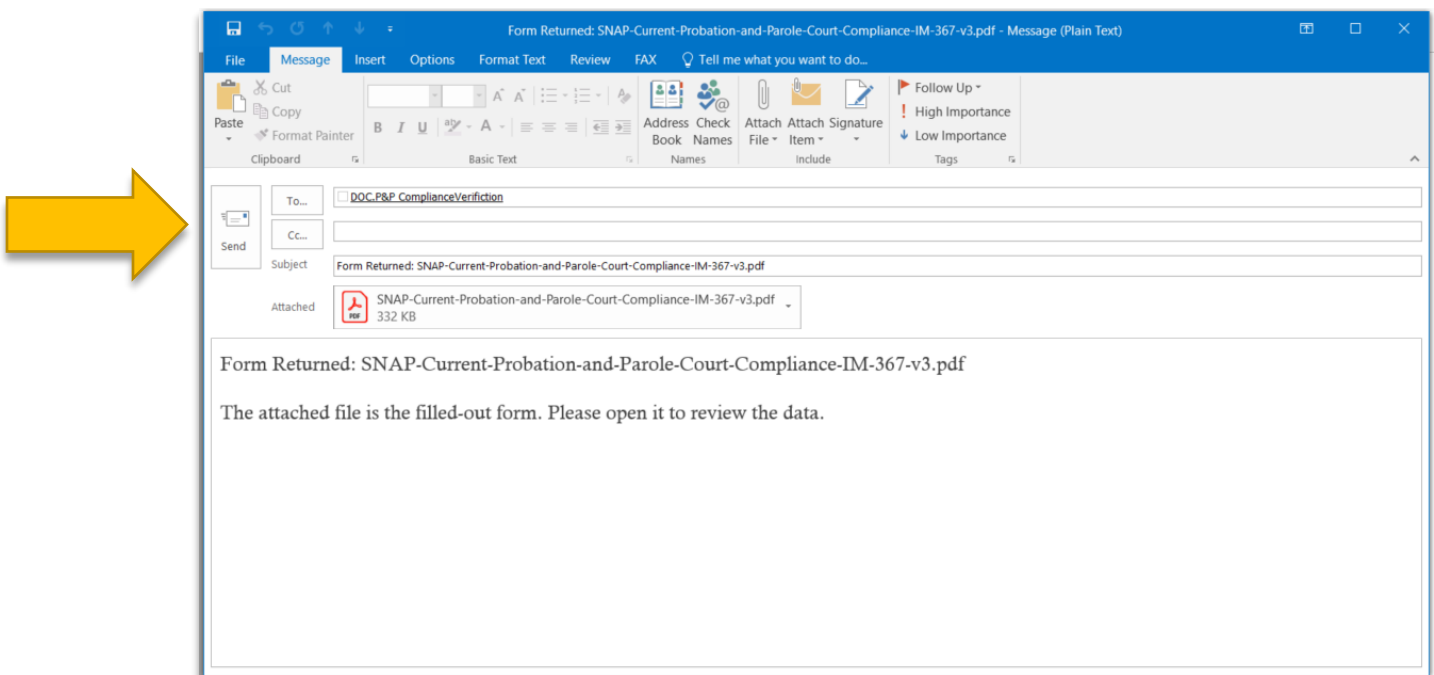 Form Returned: SNAP-Current-Probation-and-Parole-Court-Compliance-IM-367-v3.pdf - Message (Plain Text)
File Message Insert Options Format Text Review FAX Tell me what you want to do...
Cut
Copy
Format Painter
Paste
Clipboard
B I U
Basic Text
Address Book
Check Names
Names
Attach File
Attach Item
Signature
Include
Follow Up
High Importance
Low Importance
Tags
Send
To...
DOC.P&P ComplianceVerifiction
Cc...
Subject
Form Returned: SNAP-Current-Probation-and-Parole-Court-Compliance-IM-367-v3.pdf
Attached
PDF
SNAP-Current-Probation-and-Parole-Court-Compliance-IM-367-v3.pdf
332 KB
Form Returned: SNAP-Current-Probation-and-Parole-Court-Compliance-IM-367-v3.pdf
The attached file is the filled-out form. Please open it to review the data.